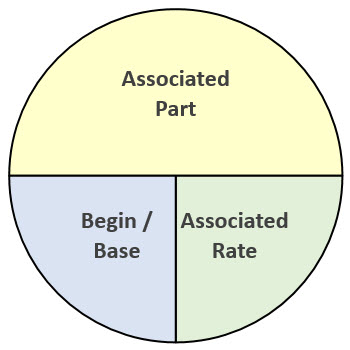 Associated
Part
Begin /
Base
Associated
Rate